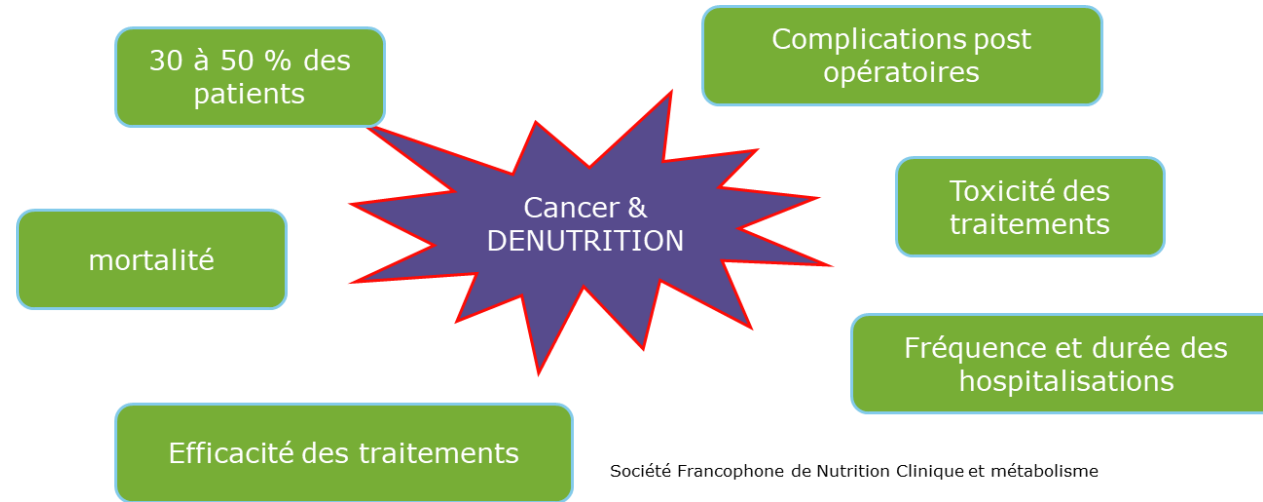 30 à 50 % des
patients
Complications post
opératoires
Cancer &
DENUTRITION
Toxicité des
traitements
mortalité
Fréquence et durée des
hospitalisations
Efficacité des traitements
Société Francophone de Nutrition Clinique et métabolisme